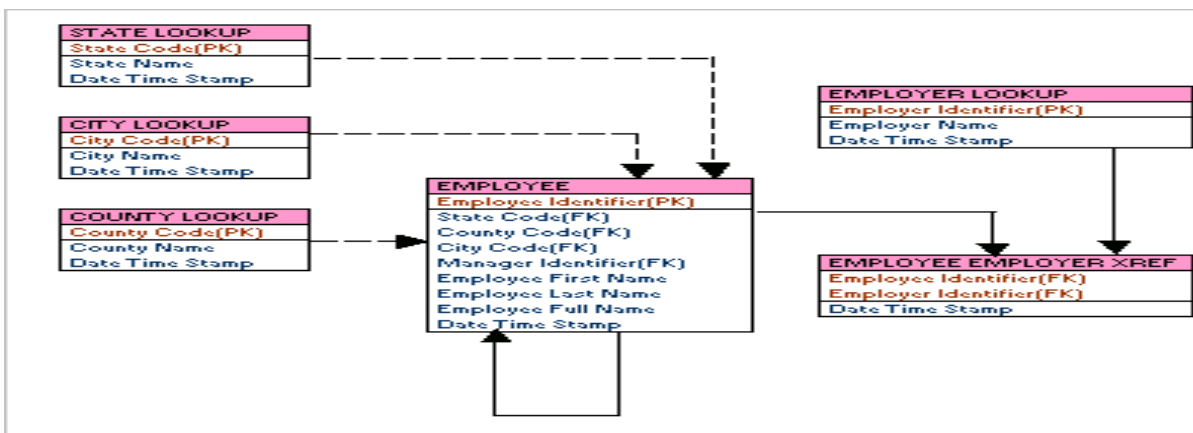 STATE LOOKUP
State Code(PK)
State Name
Date Time Stamp
CITY LOOKUP
City Code(PK)
City Name
Date Time Stamp
COUNTY LOOKUP
County Code(PK)
County Name
Date Time Stamp
EMPLOYEE
Employee Identifier(PK)
State Code(FK)
County Code(FK)
City Code(FK)
Manager Identifier(FK)
Employee First Name
Employee Last Name
Employee Full Name
Date Time Stamp
EMPLOYER LOOKUP
Employer Identifier(PK)
Employer Name
Date Time Stamp
EMPLOYEE EMPLOYER XREF
Employee Identifier(FK)
Employer Identifier(FK)
Date Time Stamp